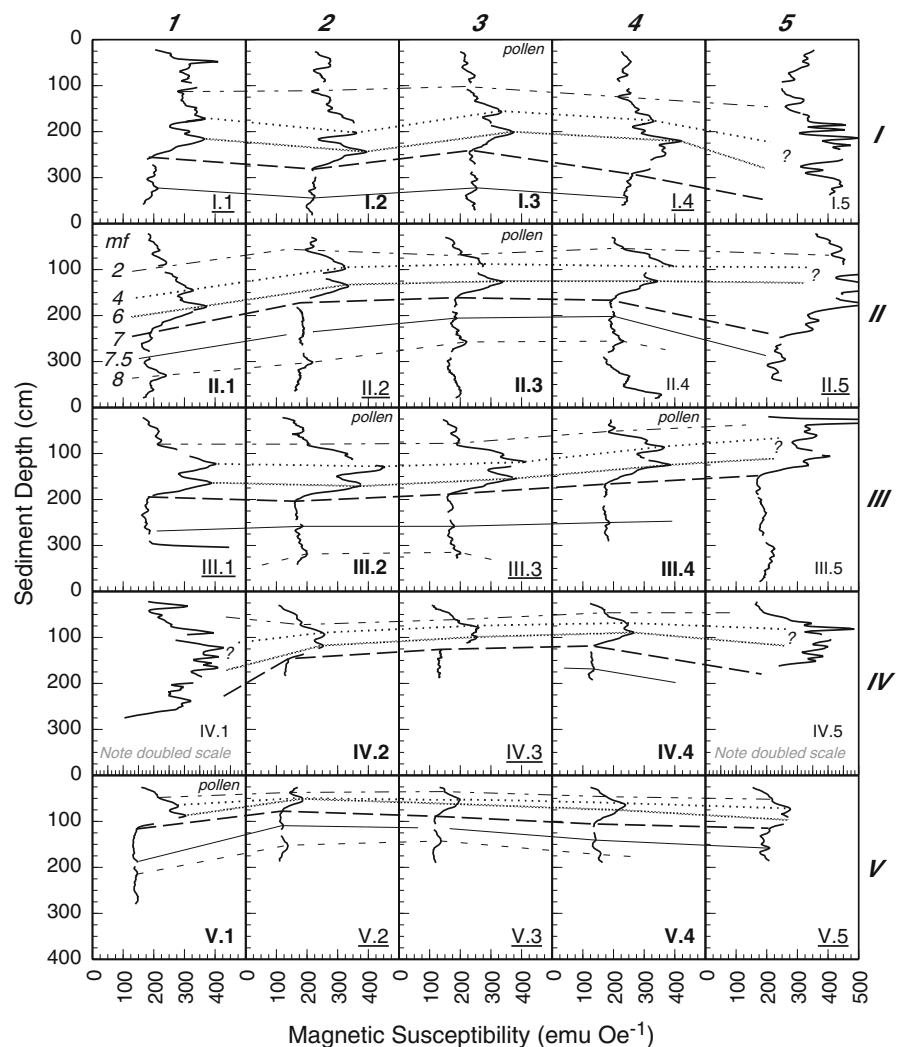 1 2 3 4 5
0
100
200
300
0
100
200
300
0
100
200
300
0
100
200
300
0
100
200
300
400
Sediment Depth (cm)
pollen
?
I.1 I.2 I.3 I.4 I.5
I
mf
2
4
6
7
7.5
8
pollen
?
II.1 II.2 II.3 II.4 II.5
II
pollen pollen
?
III.1 III.2 III.3 III.4 III.5
III
? ?
IV.1 IV.2 IV.3 IV.4 IV.5
Note doubled scale Note doubled scale
IV
pollen
V.1 V.2 V.3 V.4 V.5
V
0 100 200 300 400 0 100 200 300 400 0 100 200 300 400 0 100 200 300 400 0 100 200 300 400 500
Magnetic Susceptibility (emu Oe⁻¹)